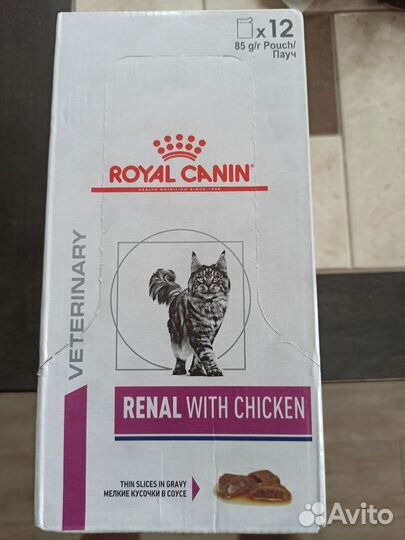 x12
85 g/r Pouch/
Пауч
ROYAL CANIN
HEALTH NUTRITION SINCE 1968
VETERINARY
RENAL WITH CHICKEN
THIN SLICES IN GRAVY
МЕЛКИЕ КУСОЧКИ В СОУСЕ
Avito